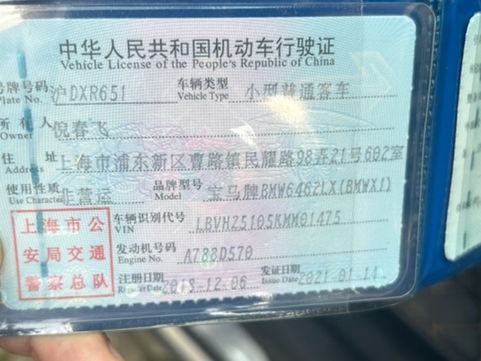 中华人民共和国机动车行驶证
Vehicle License of the People's Republic of China
号牌号码 沪DXR651 车辆类型 小型普通客车
Plate No. Vehicle Type
所有人 倪春飞
Owner
住址 上海市浦东新区曹路镇民耀路98弄21号602室
Address
使用性质 非营运 品牌型号 宝马牌BMW6462LX(BMWX1)
Use Character Model
上海市公 车辆识别代号 LBVHZ5105KMM01475
VIN
安局交通 发动机号码 A788D570
Engine No.
警察总队 注册日期 2018-12-06 发证日期 2021-01-14
Register Date Issue Date